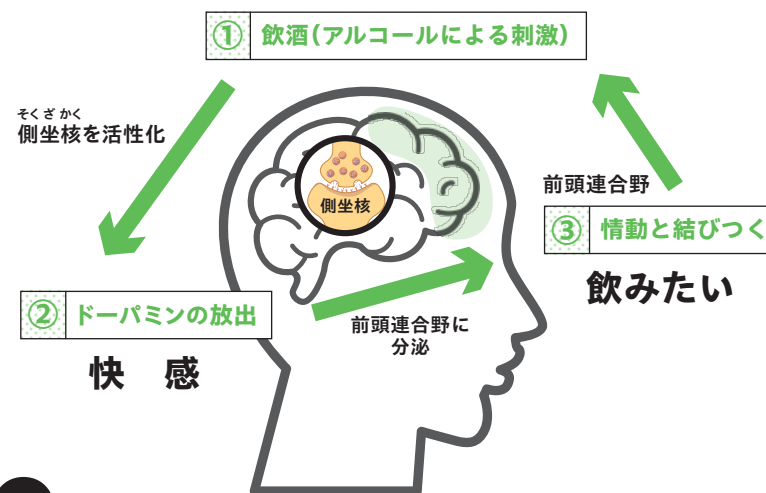 ① 飲酒(アルコールによる刺激)
そくざかく
側坐核を活性化
側坐核
前頭連合野
③ 情動と結びつく
飲みたい
② ドーパミンの放出
快 感
前頭連合野に
分泌